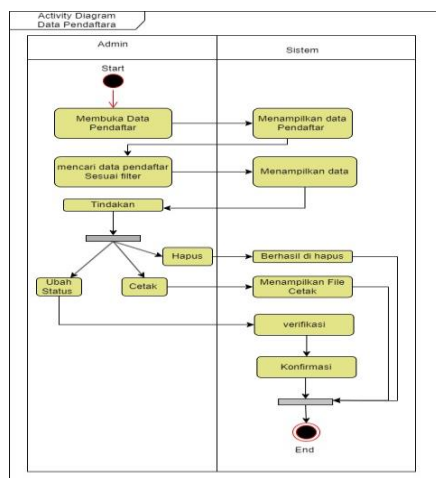 Activity Diagram
Data Pendaftara
Admin
Sistem
Start
Membuka Data
Pendaftar
Menampilkan data
Pendaftar
mencari data pendaftar
Sesuai filter
Menampilkan data
Tindakan
Hapus
Berhasil di hapus
Ubah
Status
Cetak
Menampilkan File
Cetak
verifikasi
Konfirmasi
End